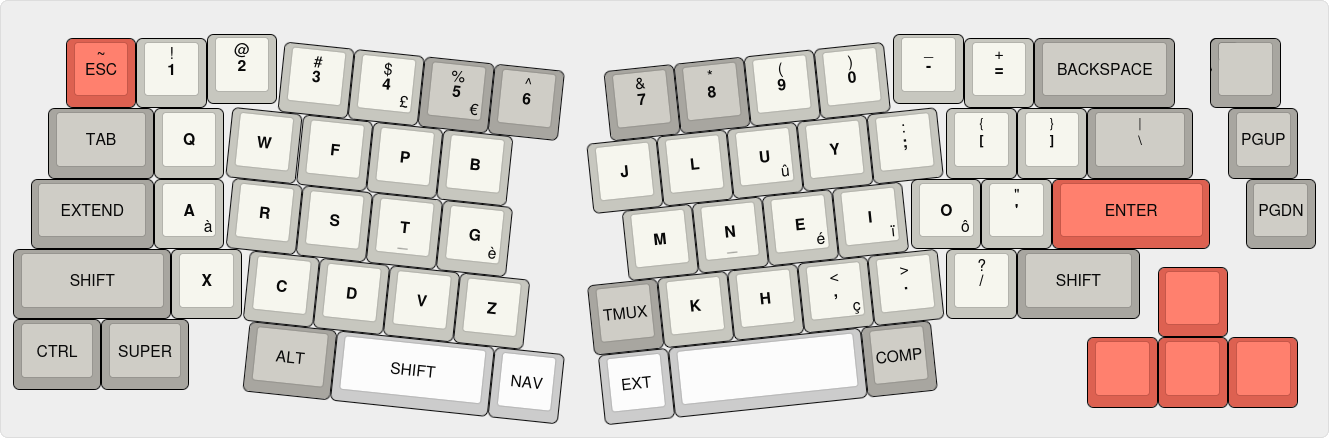 ~ ESC ! 1 @ 2 # 3 $ 4 £ % 5 € ^ 6 & 7 * 8 ( 9 ) 0 _ - + = BACKSPACE
TAB Q W F P B J L U û Y : ; { [ } ] | \ PGUP
EXTEND A à R S T _ G è M N _ E é I ï O ô " ' ENTER PGDN
SHIFT X C D V Z TMUX K H < , ç > . ? / SHIFT
CTRL SUPER ALT SHIFT NAV EXT COMP